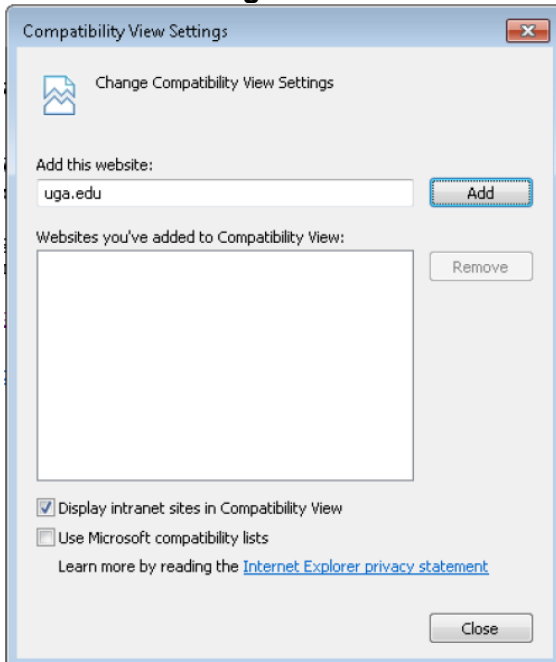 Compatibility View Settings
Change Compatibility View Settings
Add this website:
uga.edu
Add
Websites you've added to Compatibility View:
Remove
Display intranet sites in Compatibility View
Use Microsoft compatibility lists
Learn more by reading the Internet Explorer privacy statement
Close